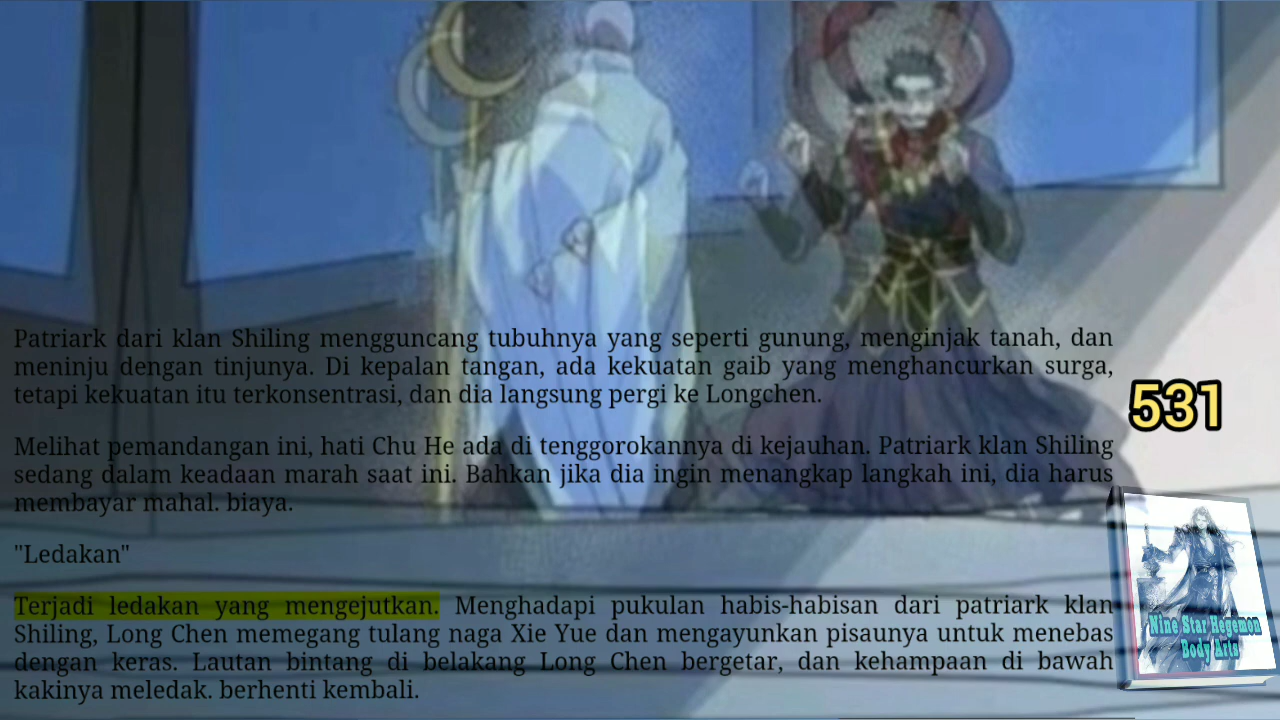 Patriark dari klan Shiling mengguncang tubuhnya yang seperti gunung, menginjak tanah, dan
meninju dengan tinjunya. Di kepalan tangan, ada kekuatan gaib yang menghancurkan surga,
tetapi kekuatan itu terkonsentrasi, dan dia langsung pergi ke Longchen.
Melihat pemandangan ini, hati Chu He ada di tenggorokannya di kejauhan. Patriark klan Shiling
sedang dalam keadaan marah saat ini. Bahkan jika dia ingin menangkap langkah ini, dia harus
membayar mahal. biaya.
"Ledakan"
Terjadi ledakan yang mengejutkan. Menghadapi pukulan habis-habisan dari patriark klan
Shiling, Long Chen memegang tulang naga Xie Yue dan mengayunkan pisaunya untuk menebas
dengan keras. Lautan bintang di belakang Long Chen bergetar, dan kehampaan di bawah
kakinya meledak. berhenti kembali.
531
Nine Star Hegemon
Body Arts